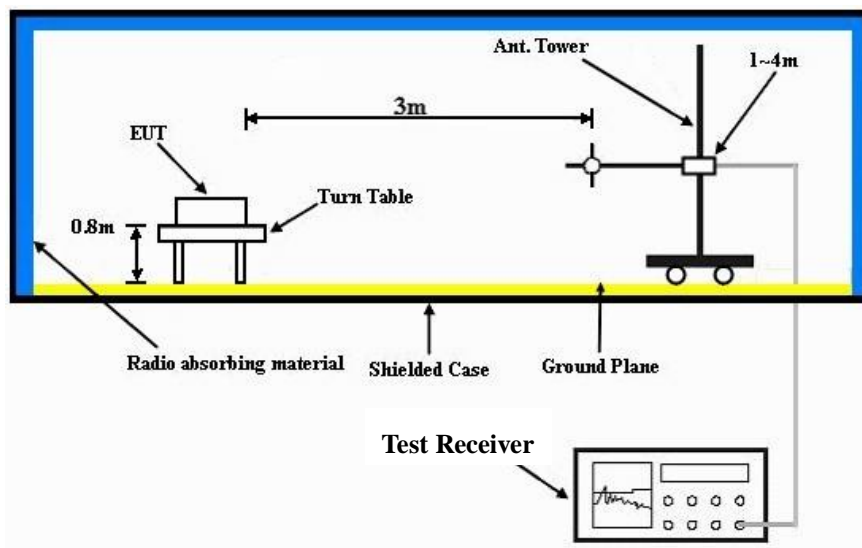 Ant. Tower
1~4m
3m
EUT
Turn Table
0.8m
Radio absorbing material
Shielded Case
Ground Plane
Test Receiver